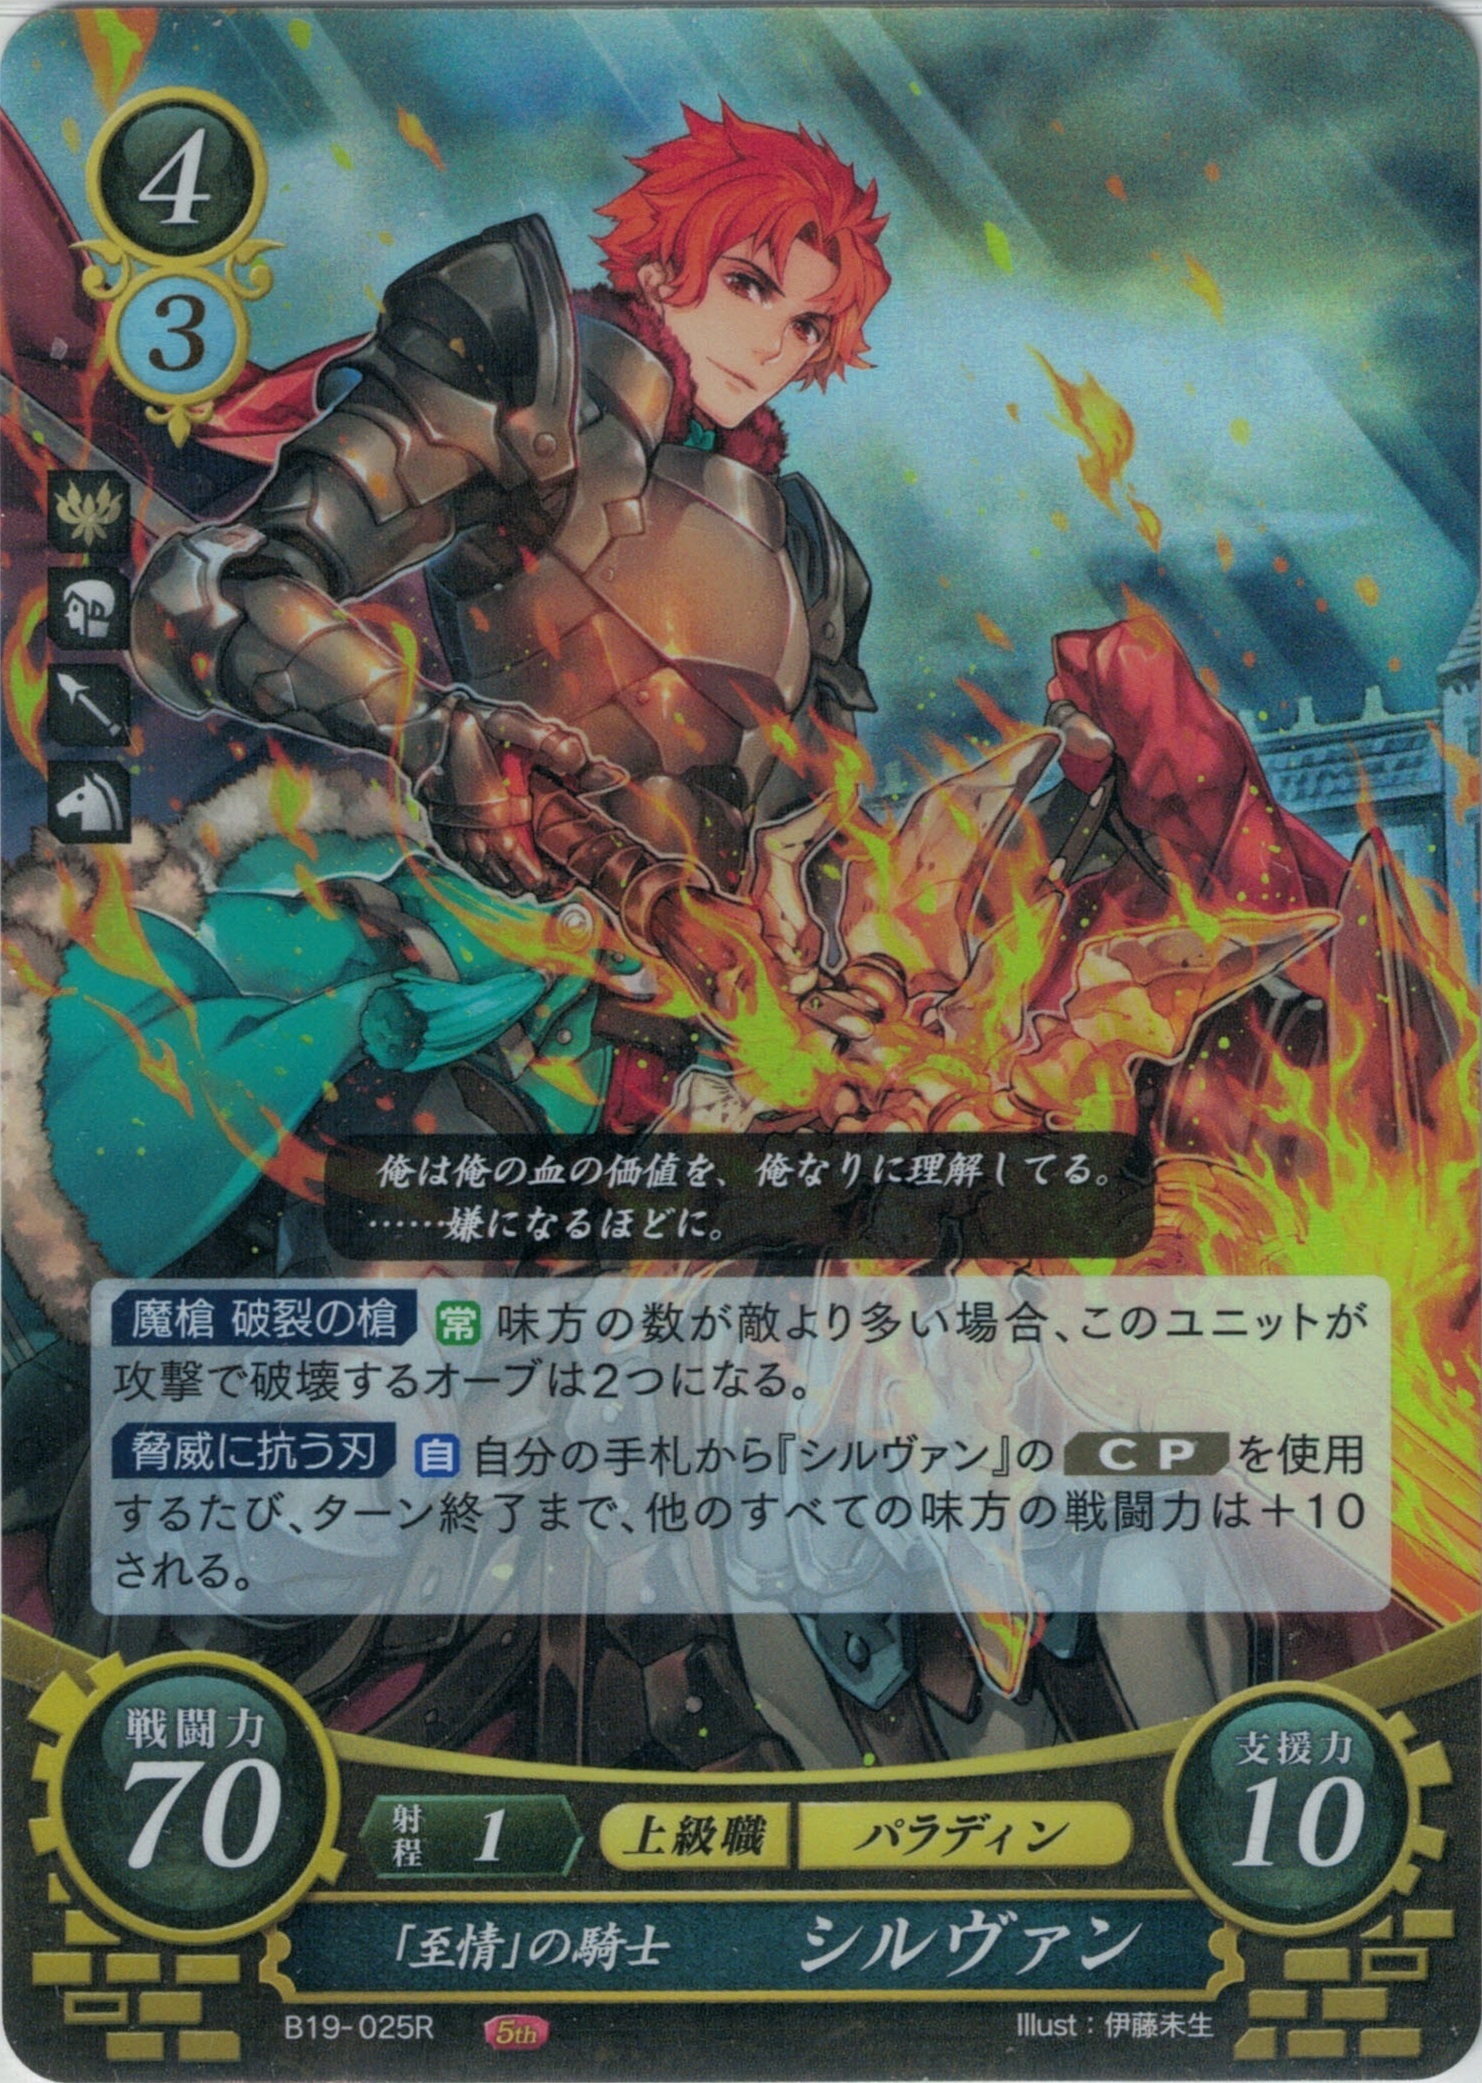 4
3
俺は俺の血の価値を、俺なりに理解してる。
……嫌になるほどに。
魔槍 破裂の槍 常 味方の数が敵より多い場合、このユニットが
攻撃で破壊するオーブは2つになる。
脅威に抗う刃 自 自分の手札から『シルヴァン』の CP を使用
するたび、ターン終了まで、他のすべての味方の戦闘力は+10
される。
戦闘力
70
射程 1
上級職 パラディン
支援力
10
「至情」の騎士 シルヴァン
B19-025R 5th Illust：伊藤未生